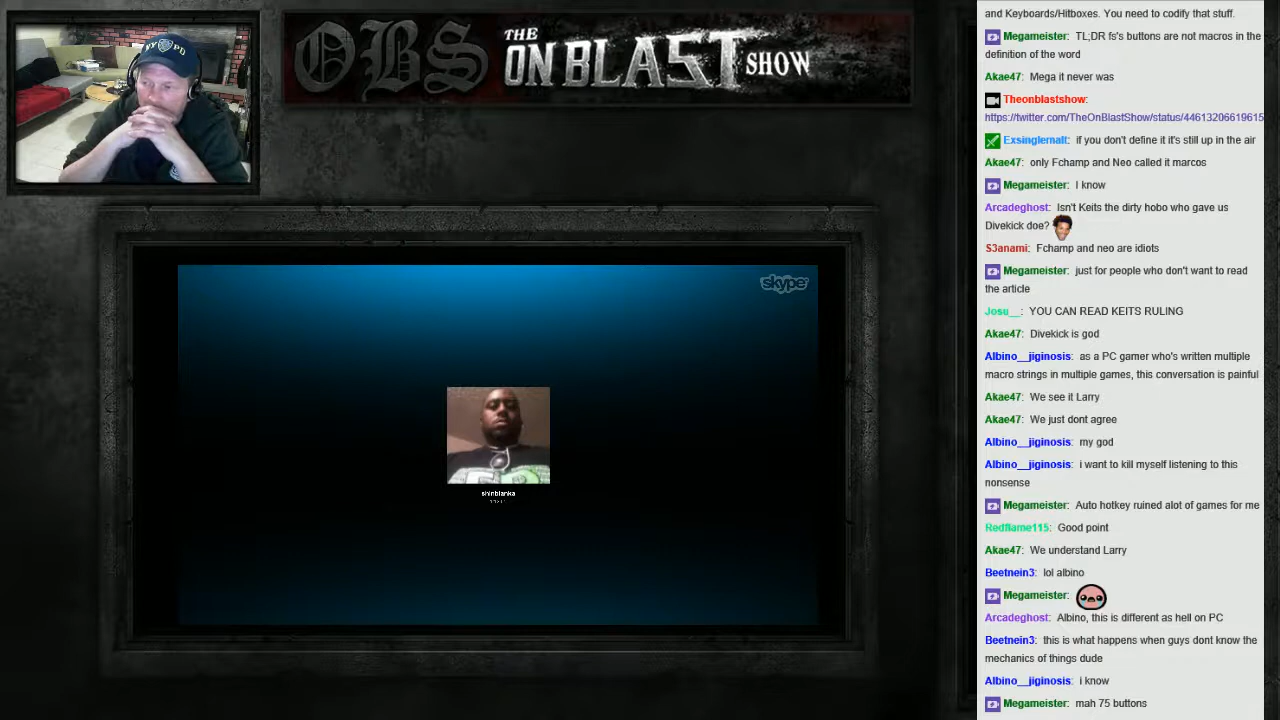 NYPD
OBS THE ON BLAST SHOW
skype
shinblanka
and Keyboards/Hitboxes. You need to codify that stuff.
Megameister: TL;DR fs's buttons are not macros in the
definition of the word
Akae47: Mega it never was
Theonblastshow:
https://twitter.com/TheOnBlastShow/status/44613206619615
Exsinglemalt: if you don't define it it's still up in the air
Akae47: only Fchamp and Neo called it marcos
Megameister: I know
Arcadeghost: Isn't Keits the dirty hobo who gave us
Divekick doe?
S3anami: Fchamp and neo are idiots
Megameister: just for people who don't want to read
the article
Josu__: YOU CAN READ KEITS RULING
Akae47: Divekick is god
Albino__jiginosis: as a PC gamer who's written multiple
macro strings in multiple games, this conversation is painful
Akae47: We see it Larry
Akae47: We just dont agree
Albino__jiginosis: my god
Albino__jiginosis: i want to kill myself listening to this
nonsense
Megameister: Auto hotkey ruined alot of games for me
Redflame115: Good point
Akae47: We understand Larry
Beetnein3: lol albino
Megameister:
Arcadeghost: Albino, this is different as hell on PC
Beetnein3: this is what happens when guys dont know the
mechanics of things dude
Albino__jiginosis: i know
Megameister: mah 75 buttons